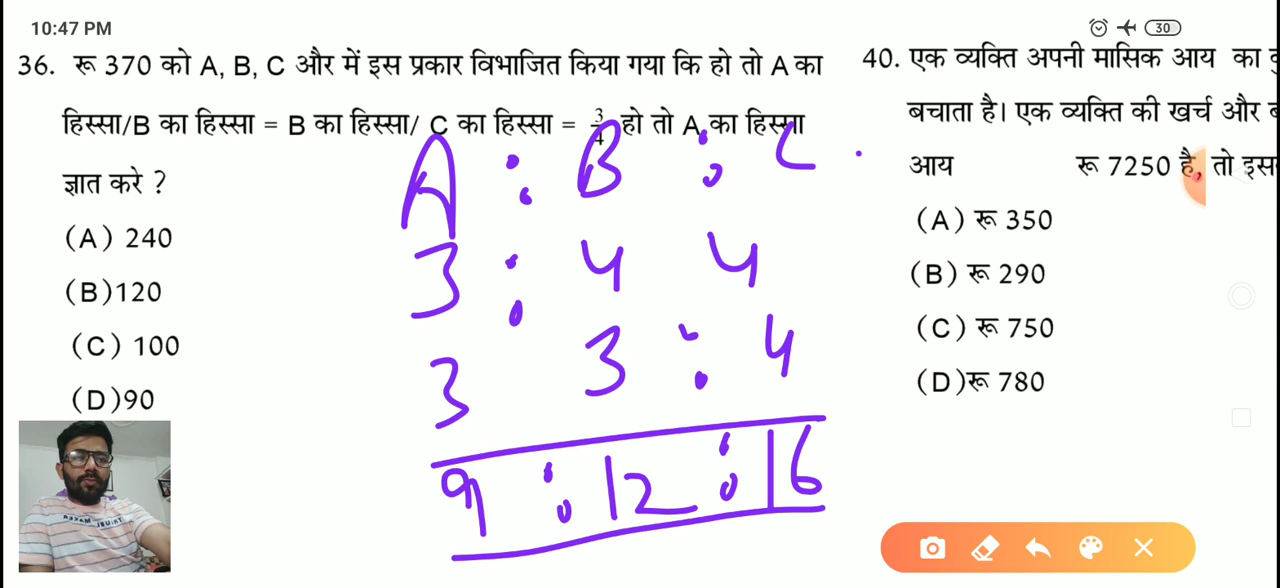 10:47 PM
30
36. रू 370 को A, B, C और में इस प्रकार विभाजित किया गया कि हो तो A का
हिस्सा/B का हिस्सा = B का हिस्सा/ C का हिस्सा = 3/4 हो तो A का हिस्सा
ज्ञात करे ?
(A) 240
(B)120
(C) 100
(D)90
A : B : C
3 : 4 4
3 3 : 4
9 : 12 : 16
40. एक व्यक्ति अपनी मासिक आय का
बचाता है। एक व्यक्ति की खर्च और
आय रू 7250 है, तो इस
(A) रू 350
(B) रू 290
(C) रू 750
(D)रू 780